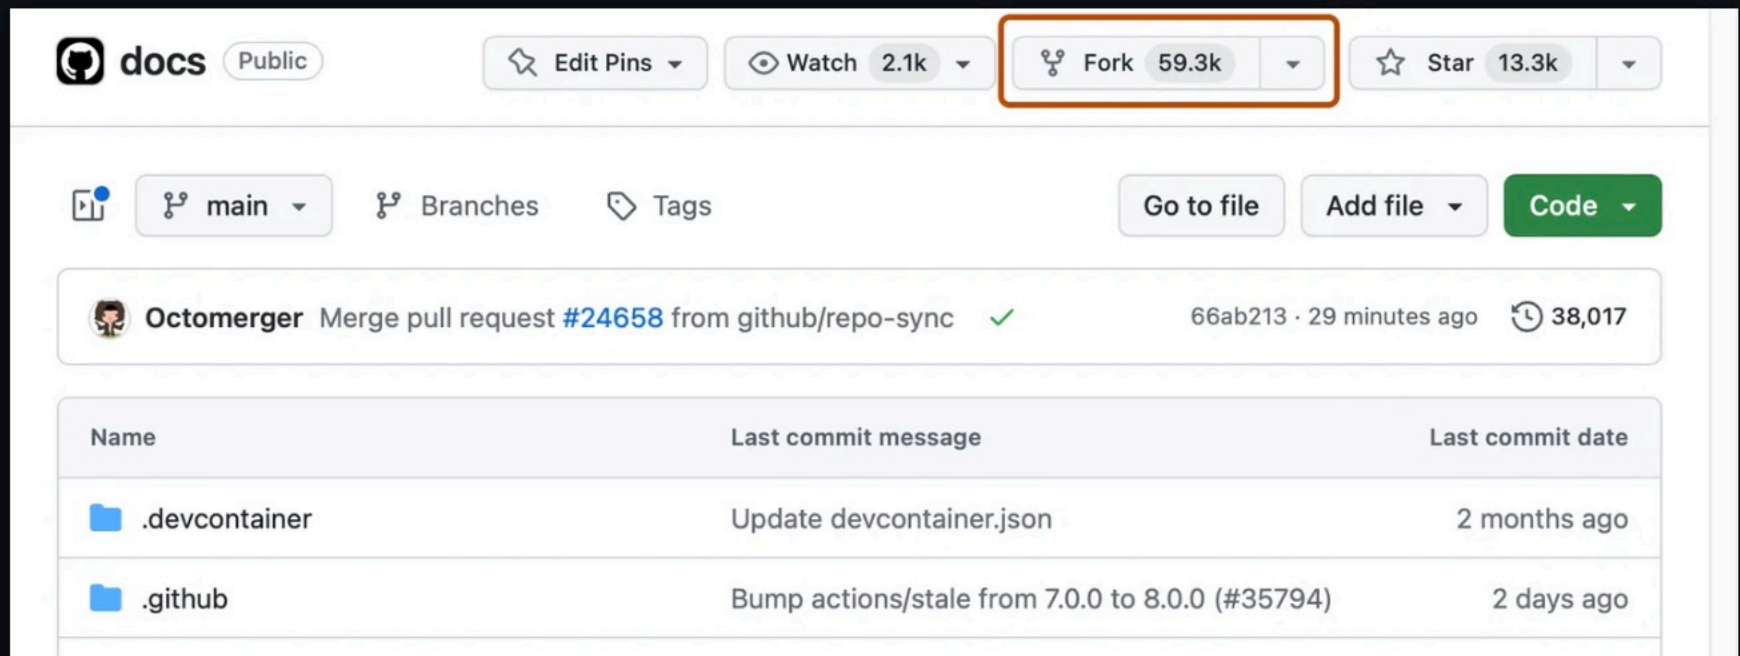 docs Public Edit Pins Watch 2.1k Fork 59.3k Star 13.3k
main Branches Tags Go to file Add file Code
Octomerger Merge pull request #24658 from github/repo-sync 66ab213 · 29 minutes ago 38,017
Name Last commit message Last commit date
.devcontainer Update devcontainer.json 2 months ago
.github Bump actions/stale from 7.0.0 to 8.0.0 (#35794) 2 days ago